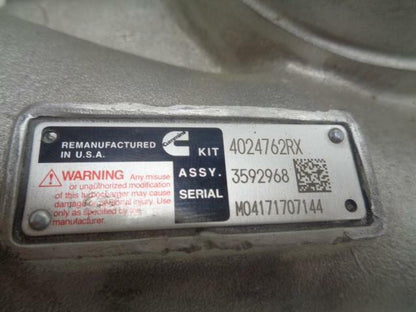 REMANUFACTURED
IN U.S.A.
Cummins
KIT 4024762RX
WARNING Any misuse
or unauthorized modification
of this turbocharger may cause
damage or personal injury. Use
only as specified by the
manufacturer.
ASSY. 3592968
SERIAL M04171707144